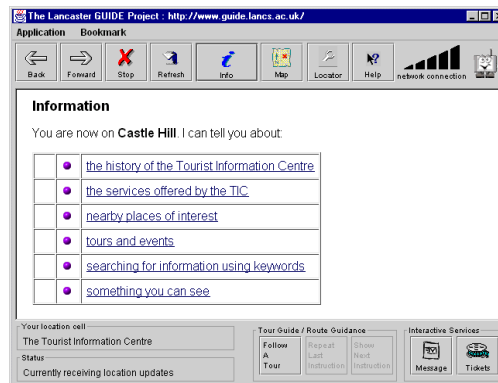 The Lancaster GUIDE Project : http://www.guide.lancs.ac.uk/
Application Bookmark
Back Forward Stop Refresh Info Map Locator Help network connection
Information
You are now on Castle Hill. I can tell you about:
the history of the Tourist Information Centre
the services offered by the TIC
nearby places of interest
tours and events
searching for information using keywords
something you can see
Your location cell
The Tourist Information Centre
Status
Currently receiving location updates
Tour Guide / Route Guidance
Follow
A
Tour
Repeat
Last
Instruction
Show
Next
Instruction
Interactive Services
Message Tickets